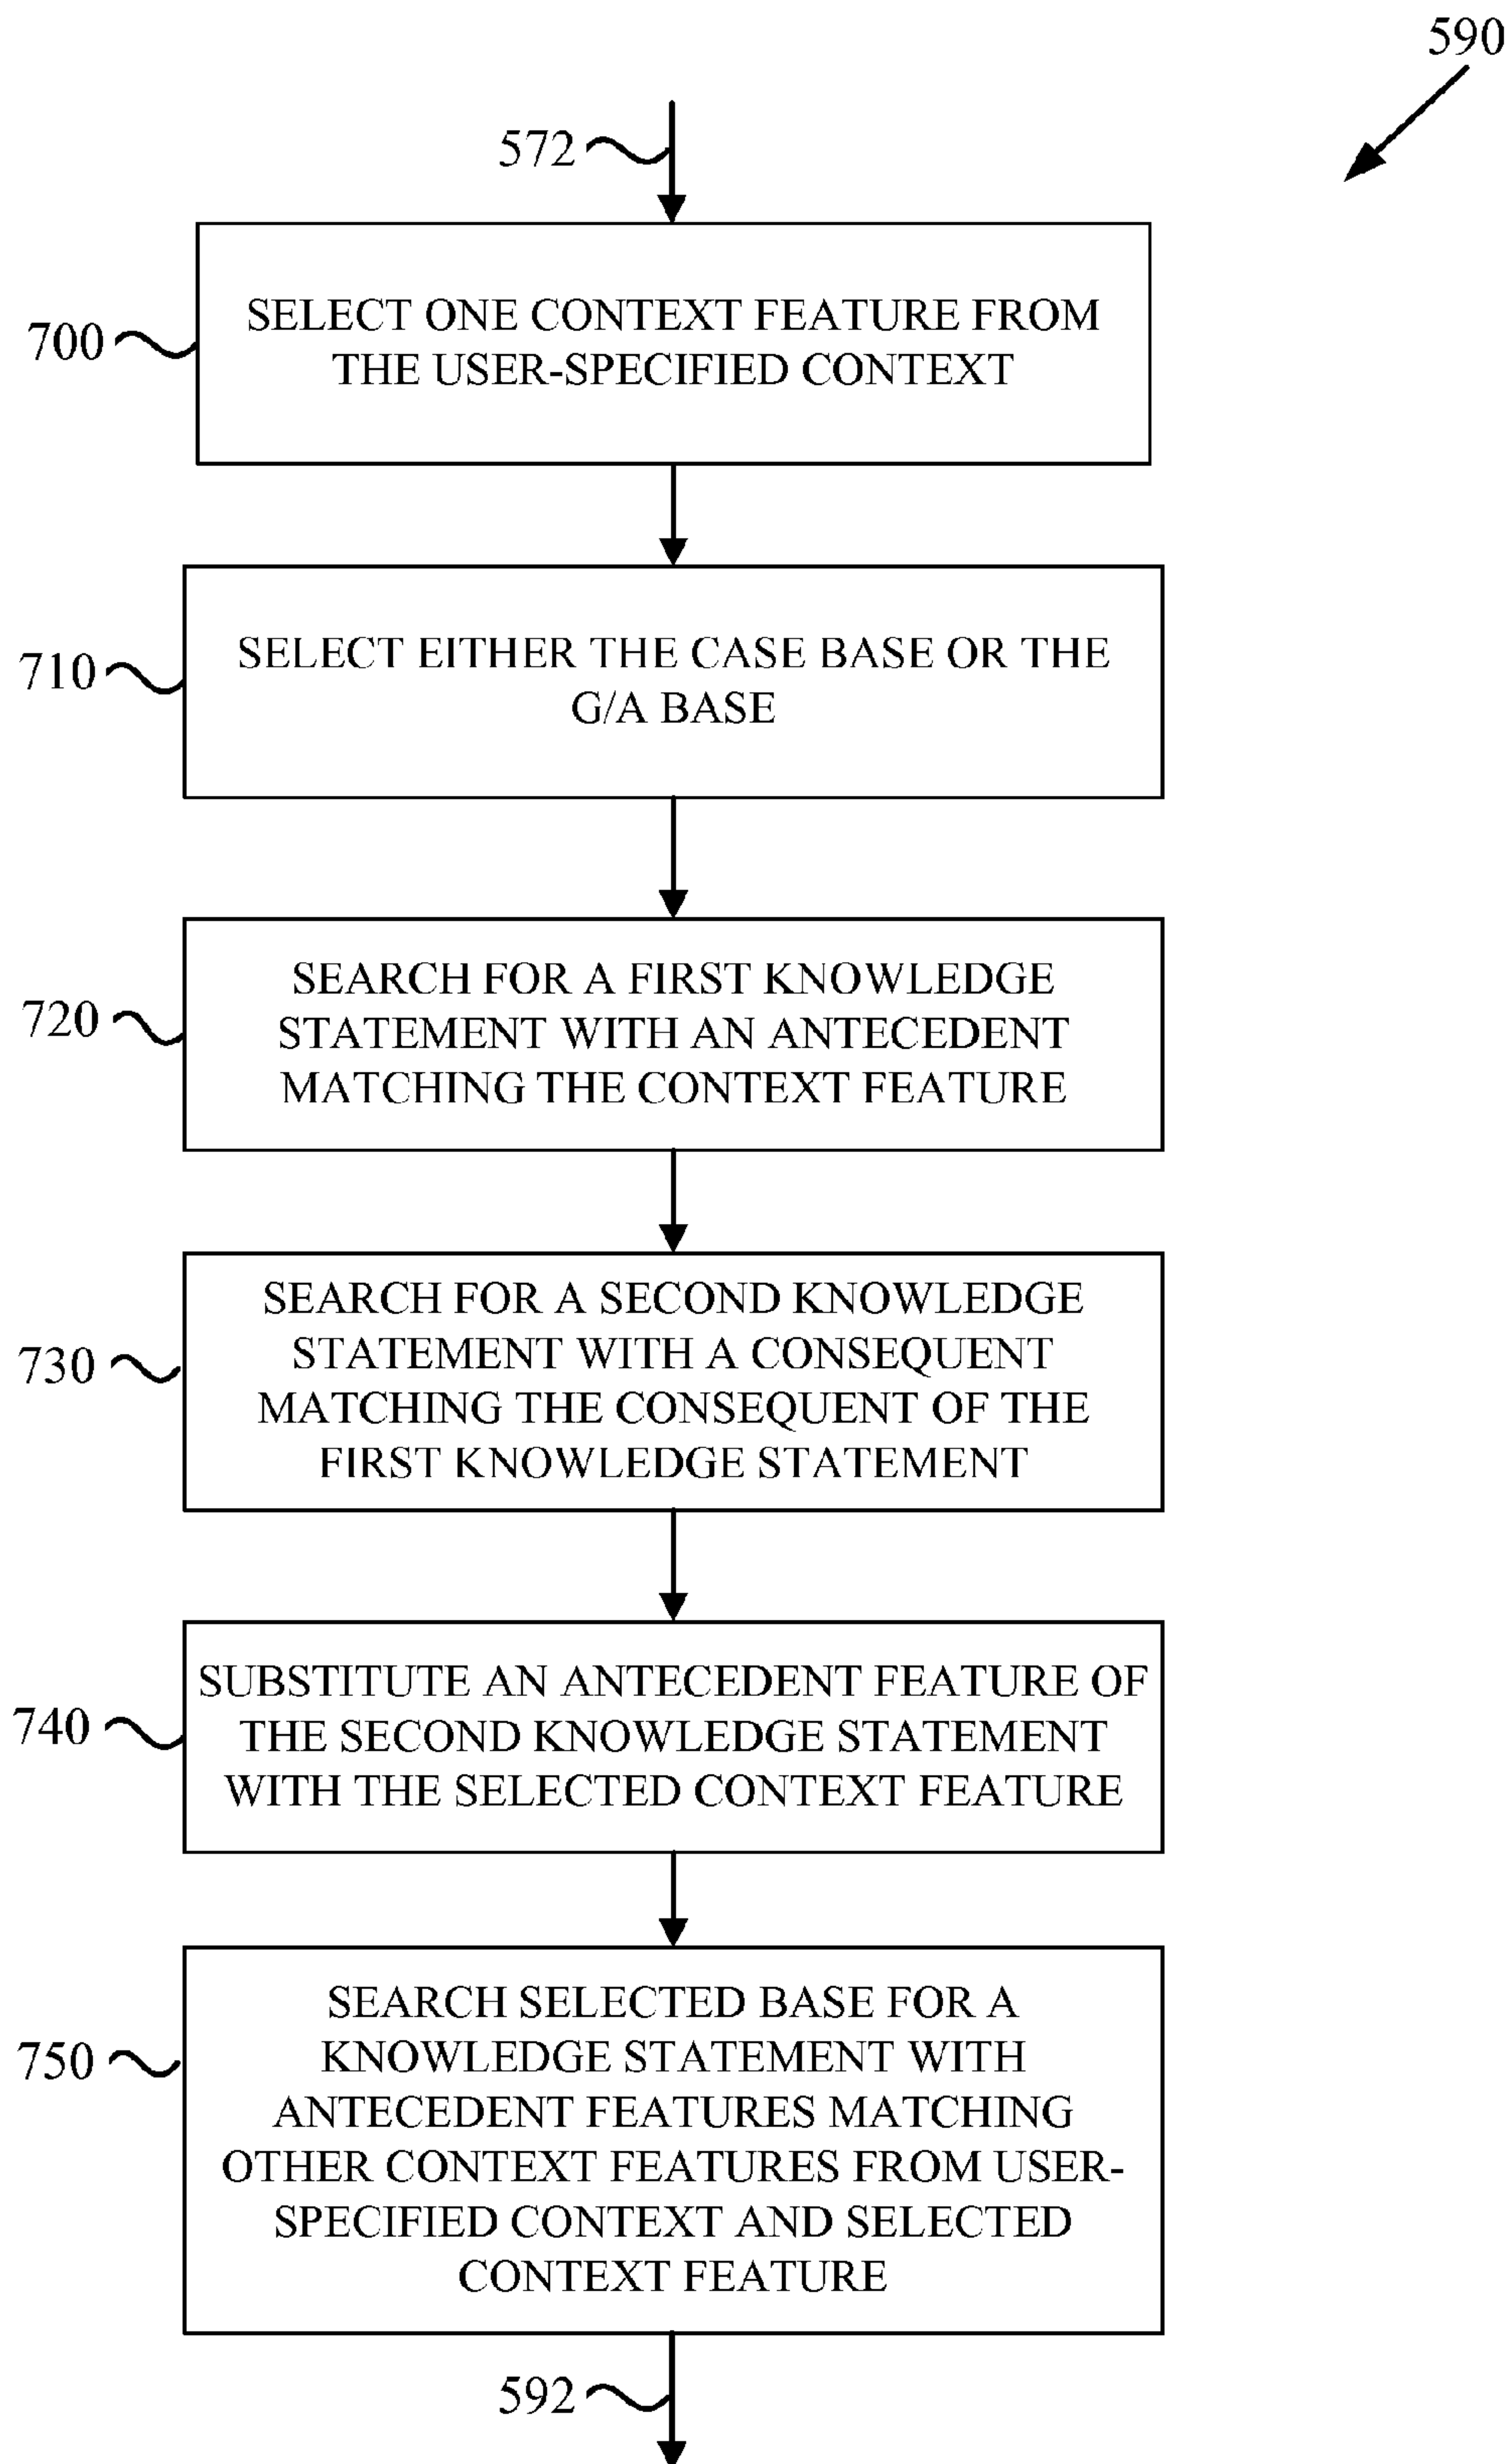 590
572
700
SELECT ONE CONTEXT FEATURE FROM
THE USER-SPECIFIED CONTEXT
710
SELECT EITHER THE CASE BASE OR THE
G/A BASE
720
SEARCH FOR A FIRST KNOWLEDGE
STATEMENT WITH AN ANTECEDENT
MATCHING THE CONTEXT FEATURE
730
SEARCH FOR A SECOND KNOWLEDGE
STATEMENT WITH A CONSEQUENT
MATCHING THE CONSEQUENT OF THE
FIRST KNOWLEDGE STATEMENT
740
SUBSTITUTE AN ANTECEDENT FEATURE OF
THE SECOND KNOWLEDGE STATEMENT
WITH THE SELECTED CONTEXT FEATURE
750
SEARCH SELECTED BASE FOR A
KNOWLEDGE STATEMENT WITH
ANTECEDENT FEATURES MATCHING
OTHER CONTEXT FEATURES FROM USER-
SPECIFIED CONTEXT AND SELECTED
CONTEXT FEATURE
592